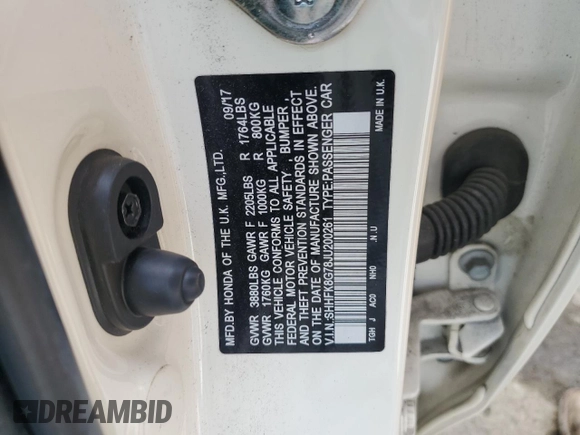 MFD.BY HONDA OF THE U.K. MFG.,LTD. 09/17
GVWR 3880LBS GAWR F 2205LBS R 1764LBS
GVWR 1760KG GAWR F 1000KG R 800KG
THIS VEHICLE CONFORMS TO ALL APPLICABLE
FEDERAL MOTOR VEHICLE SAFETY , BUMPER ,
AND THEFT PREVENTION STANDARDS IN EFFECT
ON THE DATE OF MANUFACTURE SHOWN ABOVE.
V.I.N.:SHHFK8G78JU200261 TYPE:PASSENGER CAR
TGH J AC0 NH0 .N.U MADE IN U.K.
DREAMBID